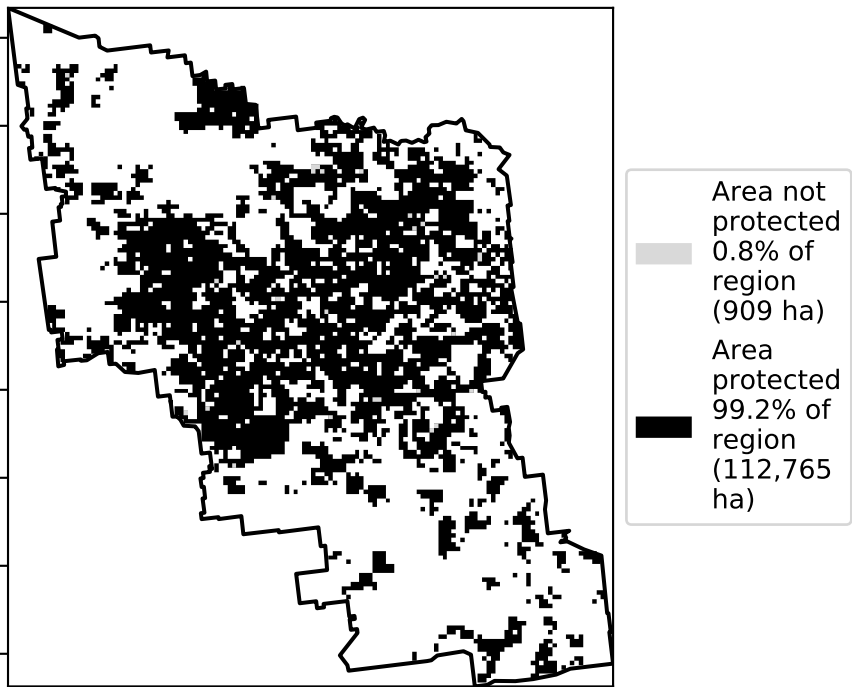 Area not
protected
0.8% of
region
(909 ha)
Area
protected
99.2% of
region
(112,765
ha)